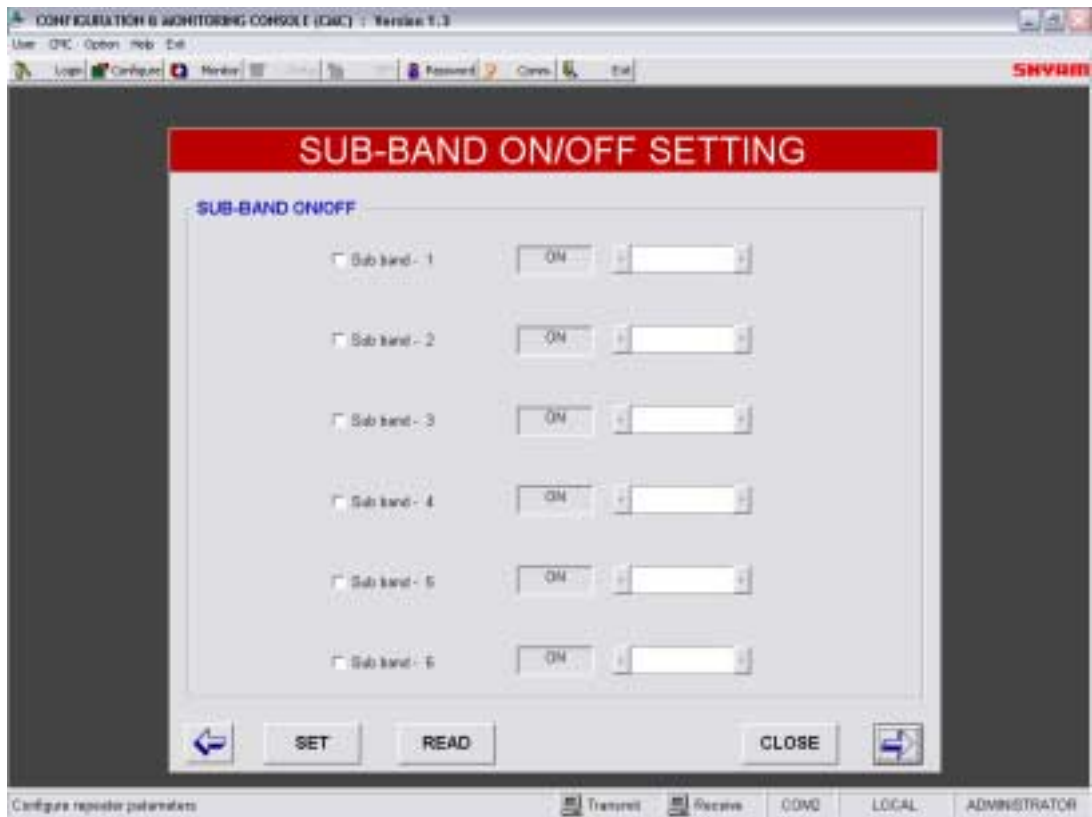 CONFIGURATION & MONITORING CONSOLE (C&MC) : Version 1.3
User CMC Option Help Exit
Login Configure Monitor Password Comm. Exit
SHYAM
SUB-BAND ON/OFF SETTING
SUB-BAND ON/OFF
Sub band - 1 ON
Sub band - 2 ON
Sub band - 3 ON
Sub band - 4 ON
Sub band - 5 ON
Sub band - 6 ON
SET READ CLOSE
Configure repeater parameters Transmit Receive COM2 LOCAL ADMINISTRATOR